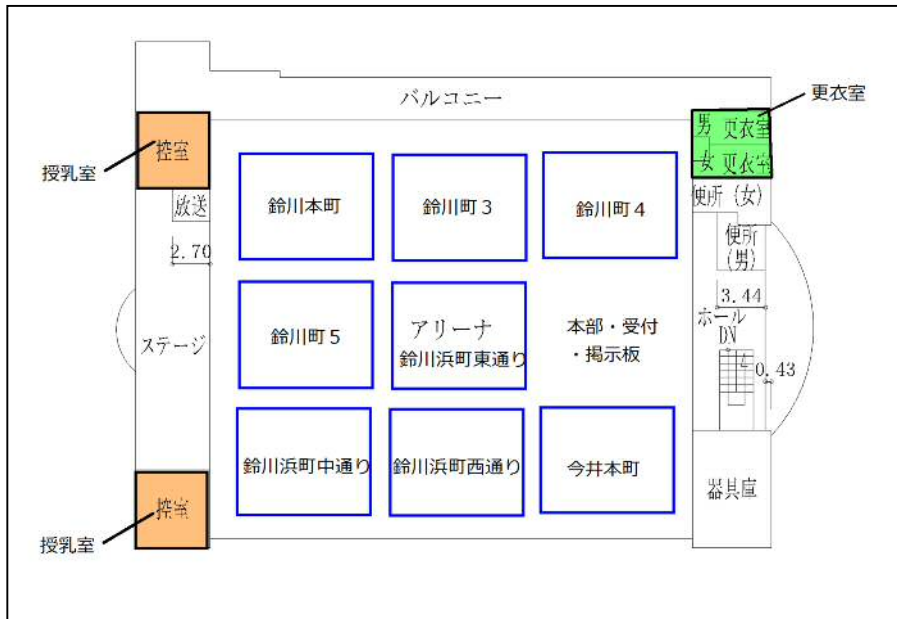 バルコニー
更衣室
控室
男 更衣室
女 更衣室
授乳室
放送
便所 (女)
鈴川本町
鈴川町3
鈴川町4
便所
(男)
2.70
3.44
ステージ
鈴川町5
アリーナ
鈴川浜町東通り
本部・受付
・掲示板
ホール
DN
0.43
鈴川浜町中通り
鈴川浜町西通り
今井本町
器具庫
控室
授乳室